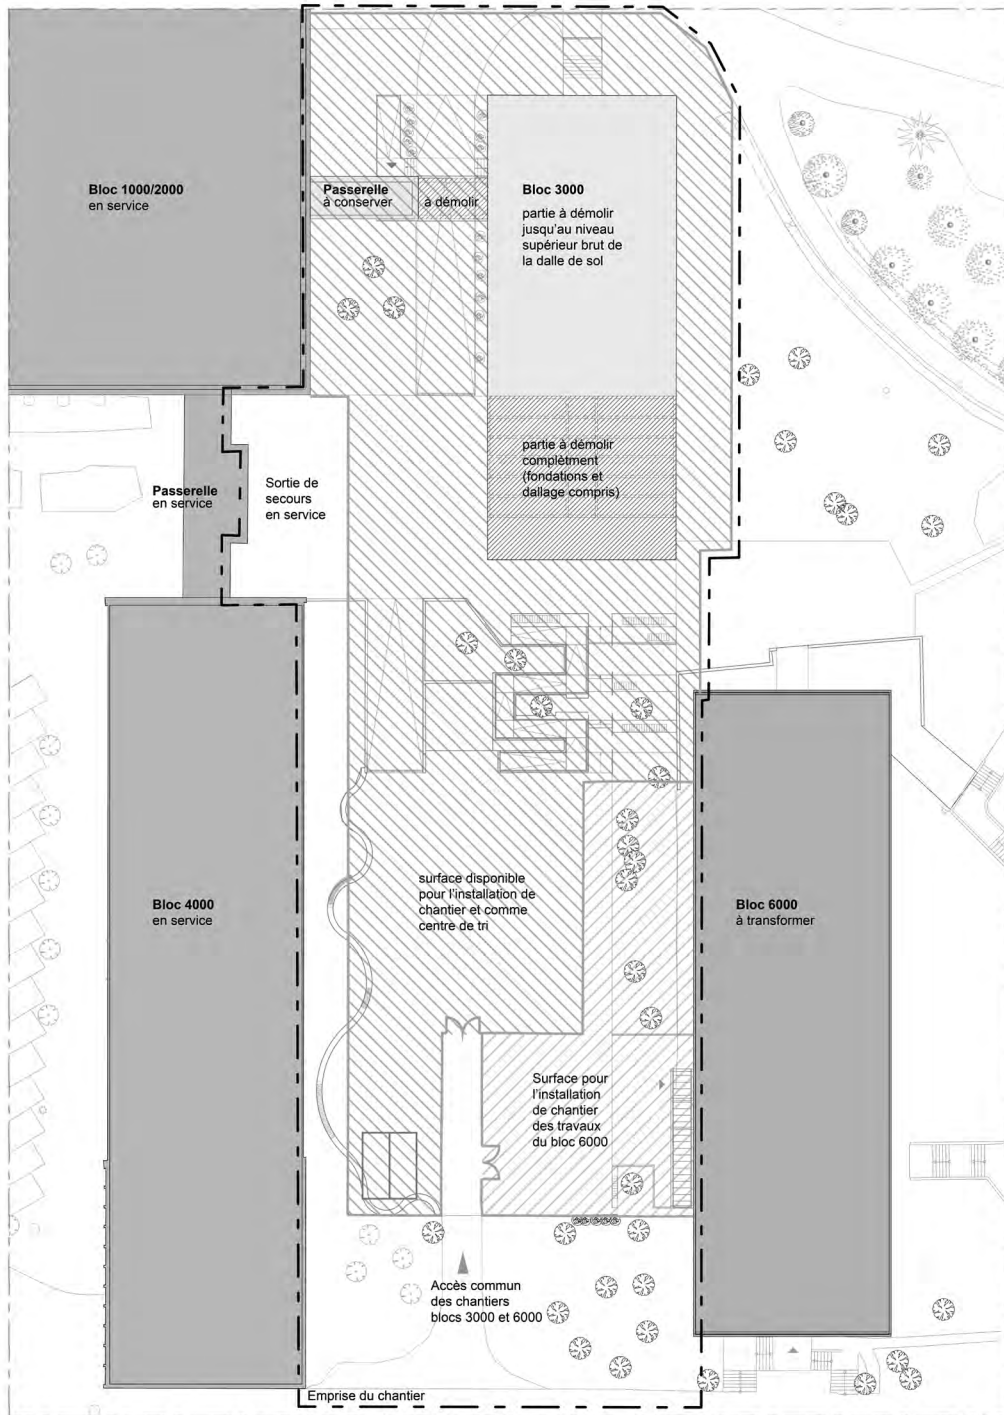 Bloc 1000/2000
en service
Passerelle
à conserver
à démolir
Bloc 3000
partie à démolir
jusqu'au niveau
supérieur brut de
la dalle de sol
partie à démolir
complètment
(fondations et
dallage compris)
Passerelle
en service
Sortie de
secours
en service
surface disponible
pour l'installation de
chantier et comme
centre de tri
Bloc 4000
en service
Bloc 6000
à transformer
Surface pour
l'installation
de chantier
des travaux
du bloc 6000
Accès commun
des chantiers
blocs 3000 et 6000
Emprise du chantier